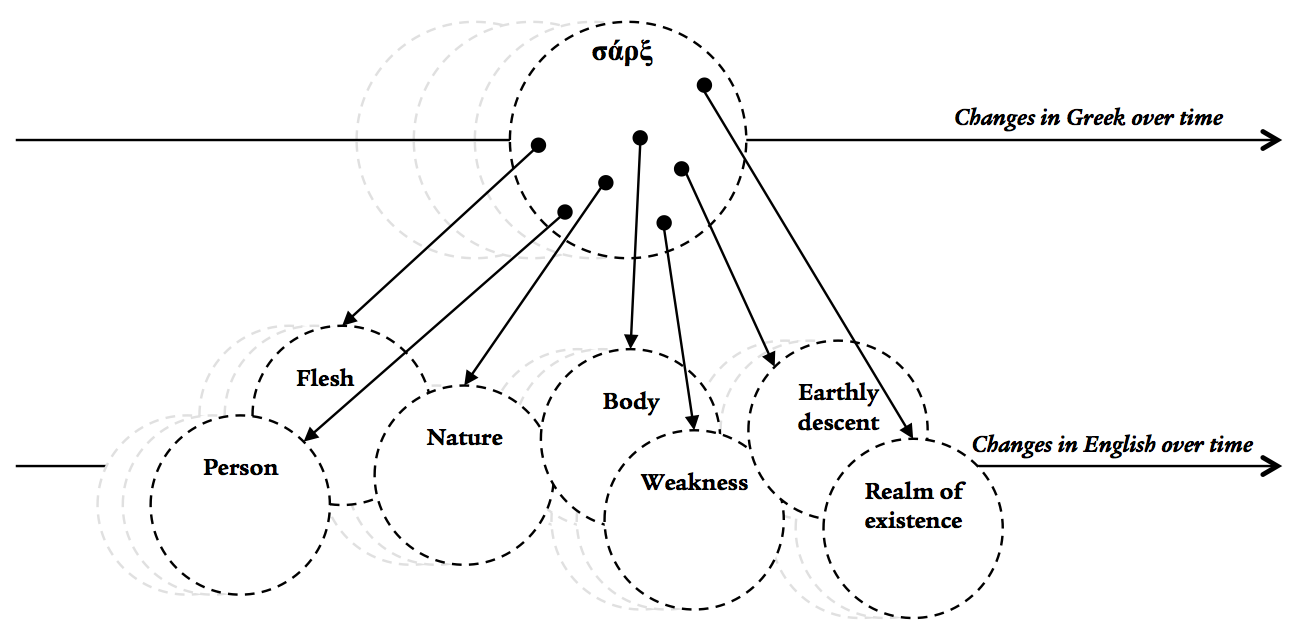 σάρξ
Changes in Greek over time
Flesh
Person
Nature
Body
Weakness
Earthly
descent
Changes in English over time
Realm of
existence